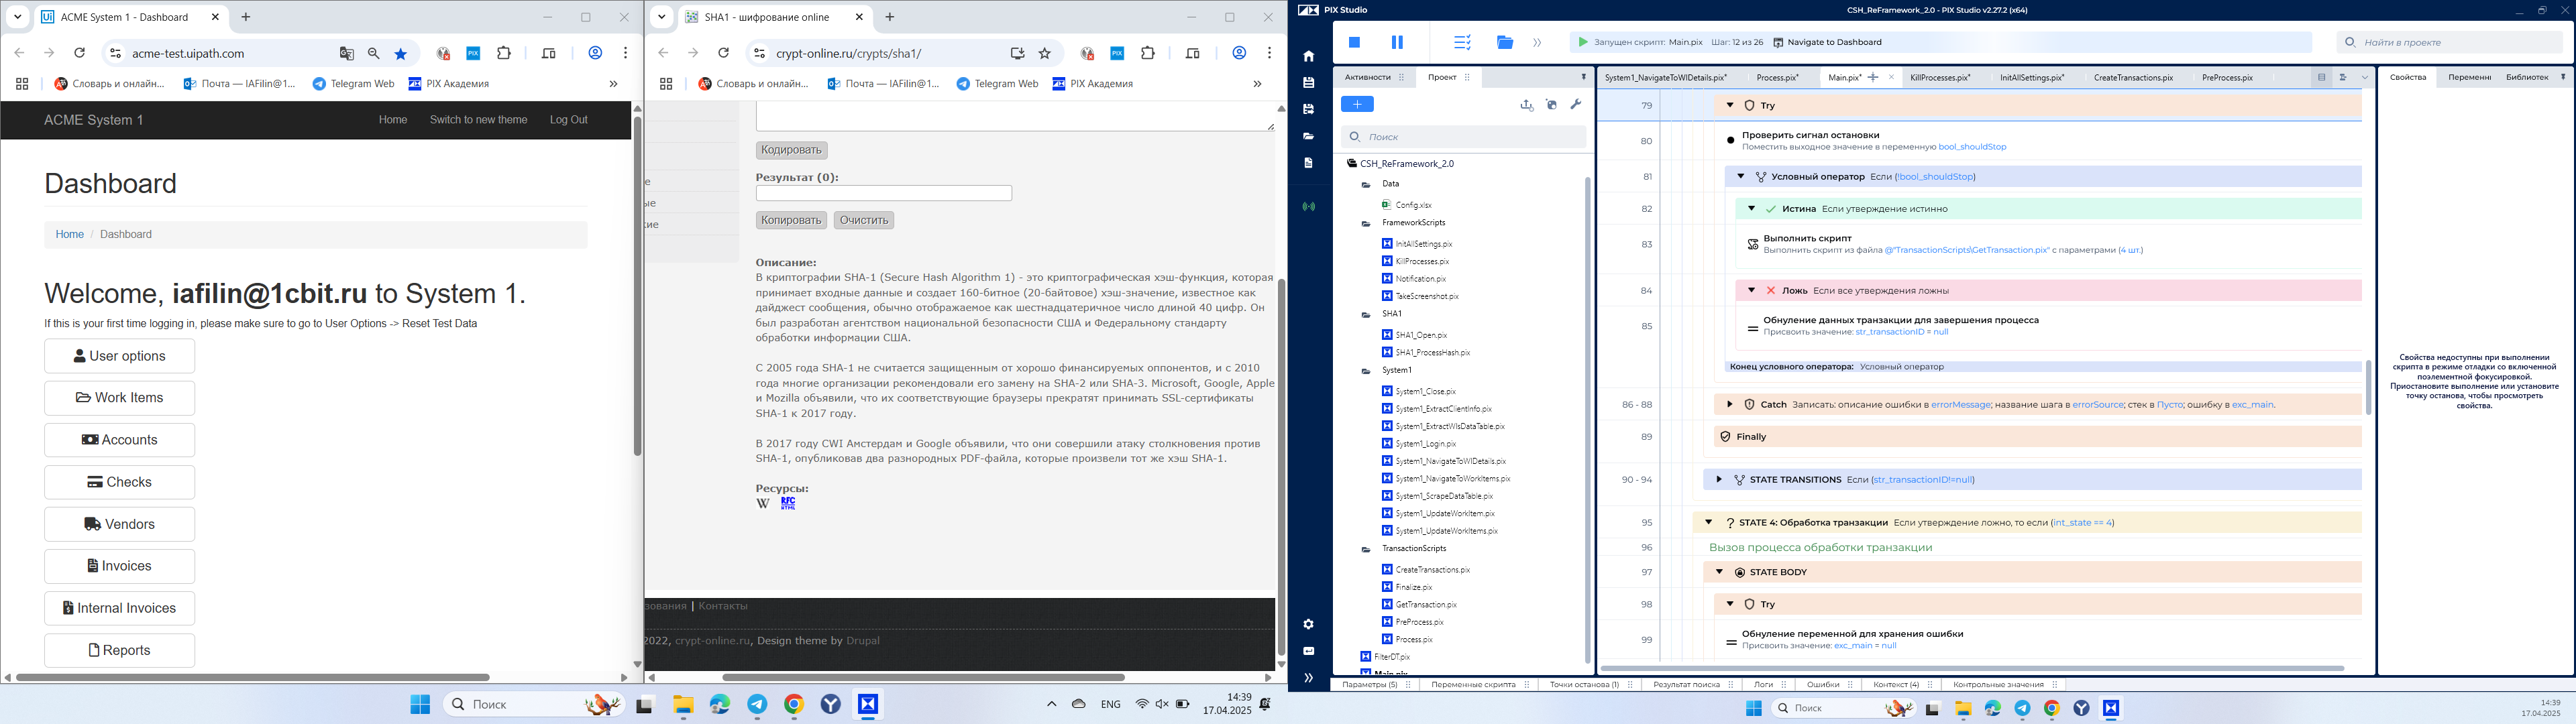 ACME System 1 - Dashboard
acme-test.uipath.com
Словарь и онлайн...
Почта — IAFilin@1...
Telegram Web
PIX Академия
»
ACME System 1
Home
Switch to new theme
Log Out
Dashboard
Home / Dashboard
Welcome, iafilin@1cbit.ru to System 1.
If this is your first time logging in, please make sure to go to User Options -> Reset Test Data
User options
Work Items
Accounts
Checks
Vendors
Invoices
Internal Invoices
Reports
SHA1 - шифрование online
crypt-online.ru/crypts/sha1/
Словарь и онлайн...
Почта — IAFilin@1...
Telegram Web
PIX Академия
»
Кодировать
Результат (0):
Копировать
Очистить
е
ые
кие
Описание:
В криптографии SHA-1 (Secure Hash Algorithm 1) - это криптографическая хэш-функция, которая
принимает входные данные и создает 160-битное (20-байтовое) хэш-значение, известное как
дайджест сообщения, обычно отображаемое как шестнадцатеричное число длиной 40 цифр. Он
был разработан агентством национальной безопасности США и Федеральному стандарту
обработки информации США.
С 2005 года SHA-1 не считается защищенным от хорошо финансируемых оппонентов, и с 2010
года многие организации рекомендовали его замену на SHA-2 или SHA-3. Microsoft, Google, Apple
и Mozilla объявили, что их соответствующие браузеры прекратят принимать SSL-сертификаты
SHA-1 к 2017 году.
В 2017 году CWI Амстердам и Google объявили, что они совершили атаку столкновения против
SHA-1, опубликовав два разнородных PDF-файла, которые произвели тот же хэш SHA-1.
Ресурсы:
W
RFC HTML
зования | Контакты
2022, crypt-online.ru, Design theme by Drupal
Поиск
ENG
14:39
17.04.2025
PIX Studio
CSH_ReFramework_2.0 - PIX Studio v2.27.2 (x64)
Запущен скрипт: Main.pix Шаг: 12 из 26 Navigate to Dashboard
Найти в проекте
Активности
Проект
Поиск
CSH_ReFramework_2.0
Data
Config.xlsx
FrameworkScripts
InitAllSettings.pix
KillProcesses.pix
Notification.pix
TakeScreenshot.pix
SHA1
SHA1_Open.pix
SHA1_ProcessHash.pix
System1
System1_Close.pix
System1_ExtractClientInfo.pix
System1_ExtractWIsDataTable.pix
System1_Login.pix
System1_NavigateToWIDetails.pix
System1_NavigateToWorkItems.pix
System1_ScrapeDataTable.pix
System1_UpdateWorkItem.pix
System1_UpdateWorkItems.pix
TransactionScripts
CreateTransactions.pix
Finalize.pix
GetTransaction.pix
PreProcess.pix
Process.pix
FilterDT.pix
Main.pix
System1_NavigateToWIDetails.pix*
Process.pix*
Main.pix*
KillProcesses.pix*
InitAllSettings.pix*
CreateTransactions.pix
PreProcess.pix
79 Try
80 Проверить сигнал остановки
Поместить выходное значение в переменную bool_shouldStop
81 Условный оператор Если (!bool_shouldStop)
82 Истина Если утверждение истинно
83 Выполнить скрипт
Выполнить скрипт из файла @"TransactionScripts\GetTransaction.pix" с параметрами (4 шт.)
84 Ложь Если все утверждения ложны
85 Обнуление данных транзакции для завершения процесса
Присвоить значение: str_transactionID = null
Конец условного оператора: Условный оператор
86 - 88 Catch Записать: описание ошибки в errorMessage; название шага в errorSource; стек в Пусто; ошибку в exc_main.
89 Finally
90 - 94 STATE TRANSITIONS Если (str_transactionID!=null)
95 STATE 4: Обработка транзакции Если утверждение ложно, то если (int_state == 4)
96 Вызов процесса обработки транзакции
97 STATE BODY
98 Try
99 Обнуление переменной для хранения ошибки
Присвоить значение: exc_main = null
Свойства
Переменні
Библиотек
Свойства недоступны при выполнении
скрипта в режиме отладки со включенной
поэлементной фокусировкой.
Приостановите выполнение или установите
точку останова, чтобы просмотреть
свойства.
Параметры (5)
Переменные скрипта
Точки останова (1)
Результат поиска
Логи
Ошибки
Контекст (4)
Контрольные значения
Поиск
14:39
17.04.2025